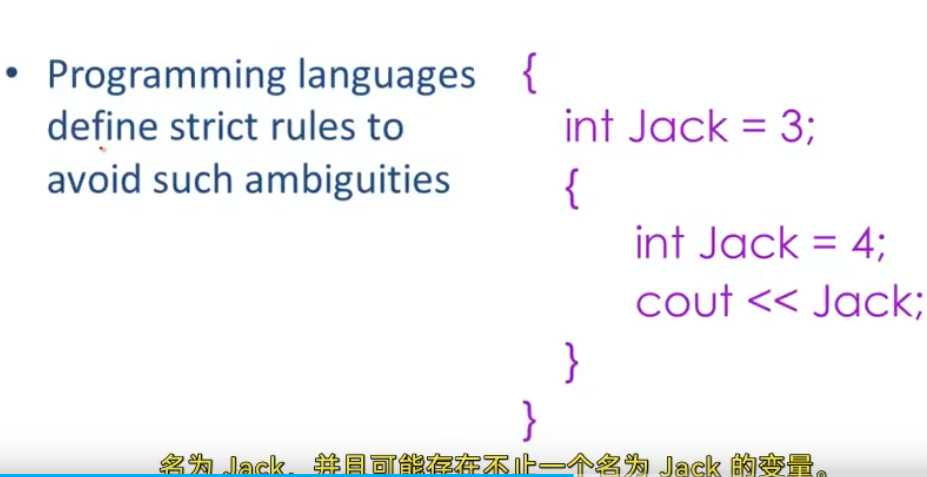 • Programming languages
define strict rules to
avoid such ambiguities
{
int Jack = 3;
{
int Jack = 4;
cout << Jack;
}
}
名为 Jack，并且可能存在不止一个名为 Jack 的变量。